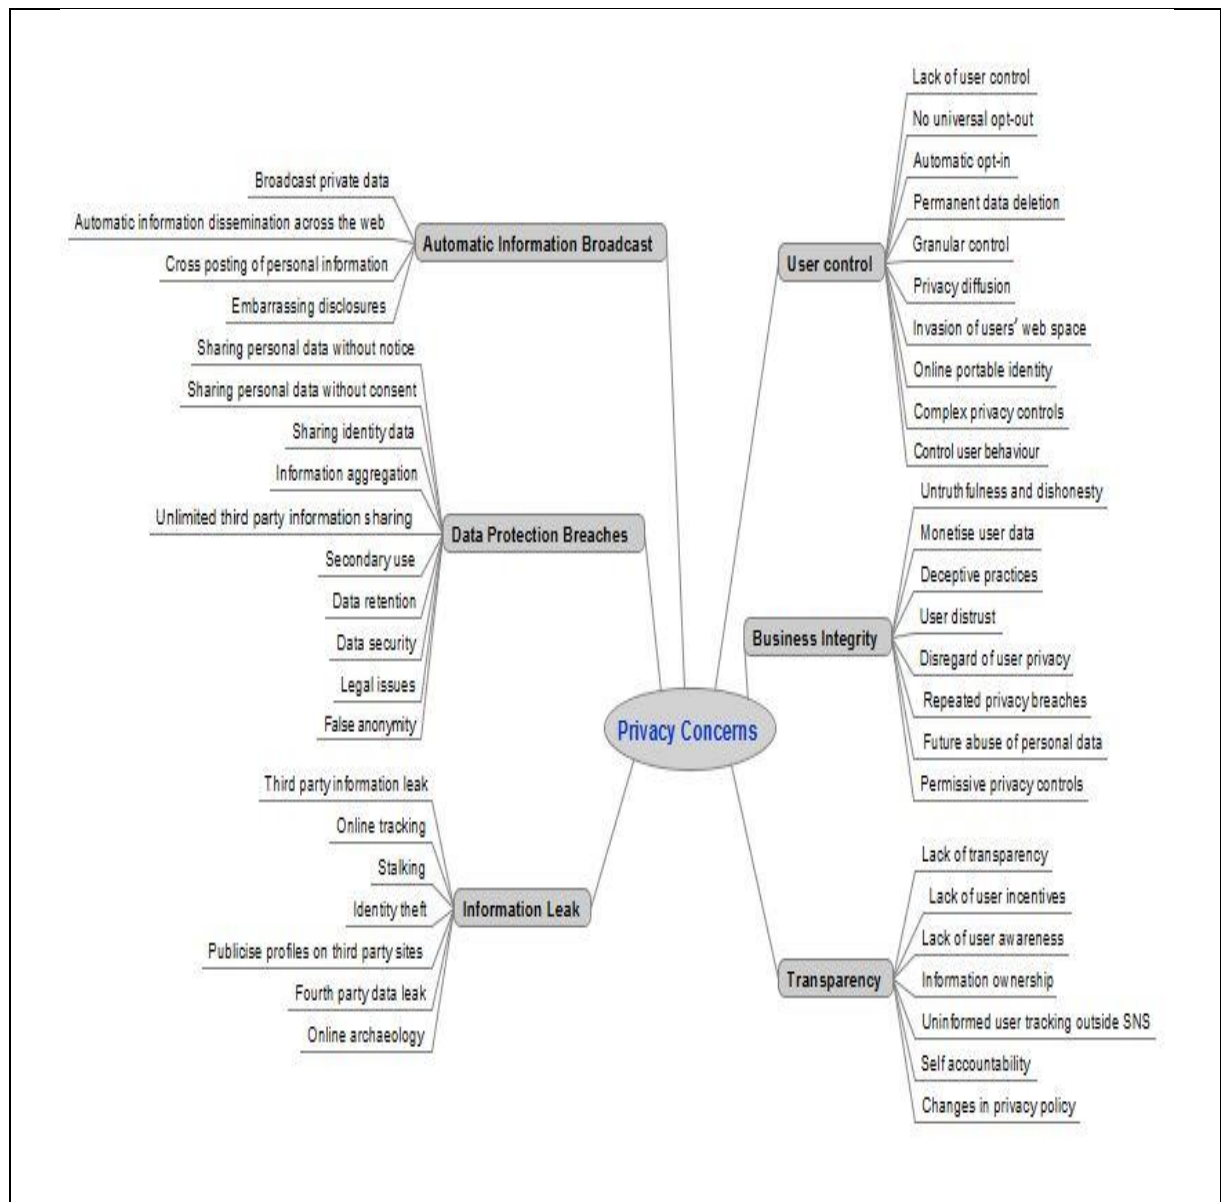 Broadcast private data
Automatic information dissemination across the web
Cross posting of personal information
Embarrassing disclosures
Automatic Information Broadcast
Sharing personal data without notice
Sharing personal data without consent
Sharing identity data
Information aggregation
Unlimited third party information sharing
Secondary use
Data retention
Data security
Legal issues
False anonymity
Data Protection Breaches
Third party information leak
Online tracking
Stalking
Identity theft
Publicise profiles on third party sites
Fourth party data leak
Online archaeology
Information Leak
Privacy Concerns
User control
Lack of user control
No universal opt-out
Automatic opt-in
Permanent data deletion
Granular control
Privacy diffusion
Invasion of users’ web space
Online portable identity
Complex privacy controls
Control user behaviour
Business Integrity
Untruthfulness and dishonesty
Monetise user data
Deceptive practices
User distrust
Disregard of user privacy
Repeated privacy breaches
Future abuse of personal data
Permissive privacy controls
Transparency
Lack of transparency
Lack of user incentives
Lack of user awareness
Information ownership
Uninformed user tracking outside SNS
Self accountability
Changes in privacy policy